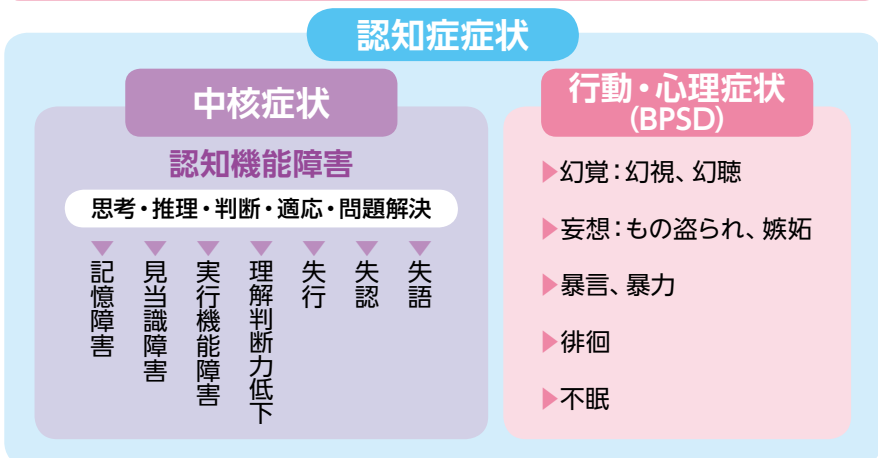 認知症症状
中核症状
認知機能障害
思考・推理・判断・適応・問題解決
記憶障害
見当識障害
実行機能障害
理解判断力低下
失行
失認
失語
行動・心理症状
(BPSD)
▶幻覚：幻視、幻聴
▶妄想：もの盗られ、嫉妬
▶暴言、暴力
▶徘徊
▶不眠